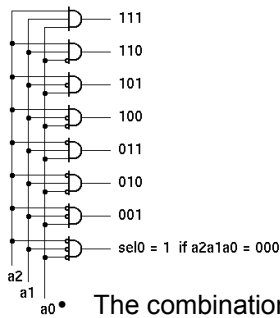 111
110
101
100
011
010
001
sel0 = 1 if a2a1a0 = 000
a2
a1
a0
• The combination